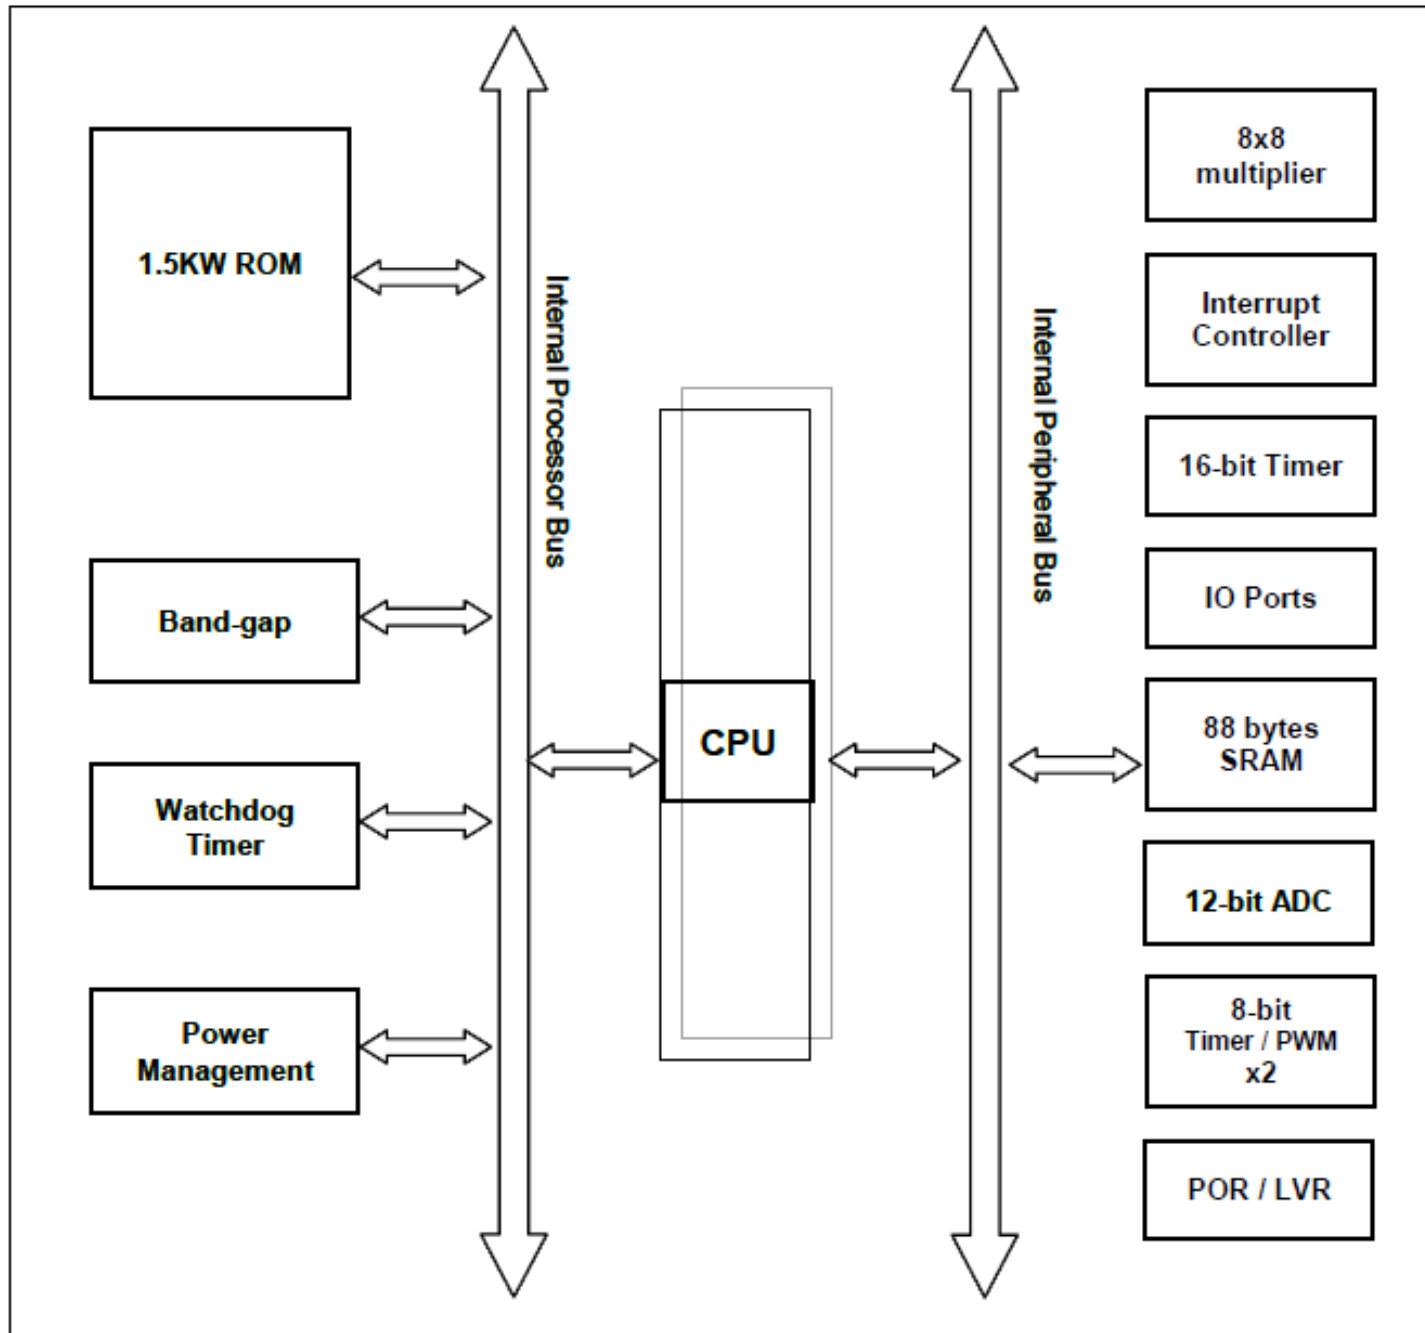 1.5KW ROM
Band-gap
Watchdog
Timer
Power
Management
Internal Processor Bus
CPU
Internal Peripheral Bus
8x8
multiplier
Interrupt
Controller
16-bit Timer
IO Ports
88 bytes
SRAM
12-bit ADC
8-bit
Timer / PWM
x2
POR / LVR